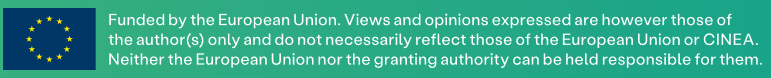 Funded by the European Union. Views and opinions expressed are however those of
the author(s) only and do not necessarily reflect those of the European Union or CINEA.
Neither the European Union nor the granting authority can be held responsible for them.